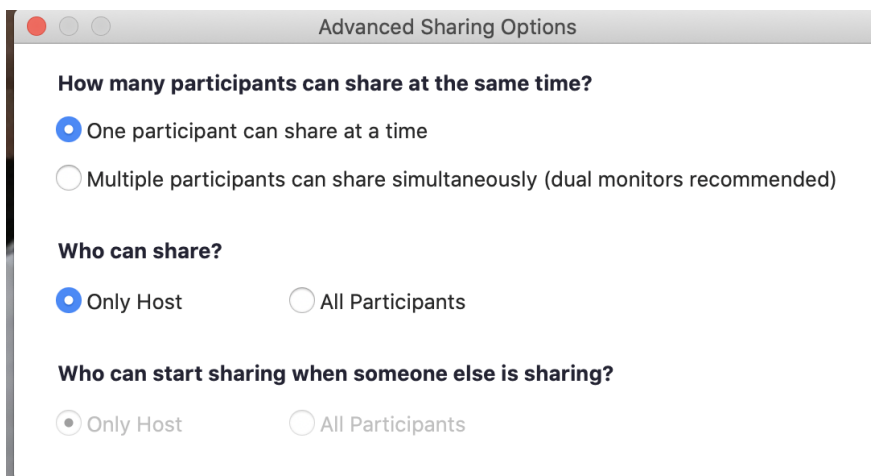 Advanced Sharing Options
How many participants can share at the same time?
One participant can share at a time
Multiple participants can share simultaneously (dual monitors recommended)
Who can share?
Only Host All Participants
Who can start sharing when someone else is sharing?
Only Host All Participants